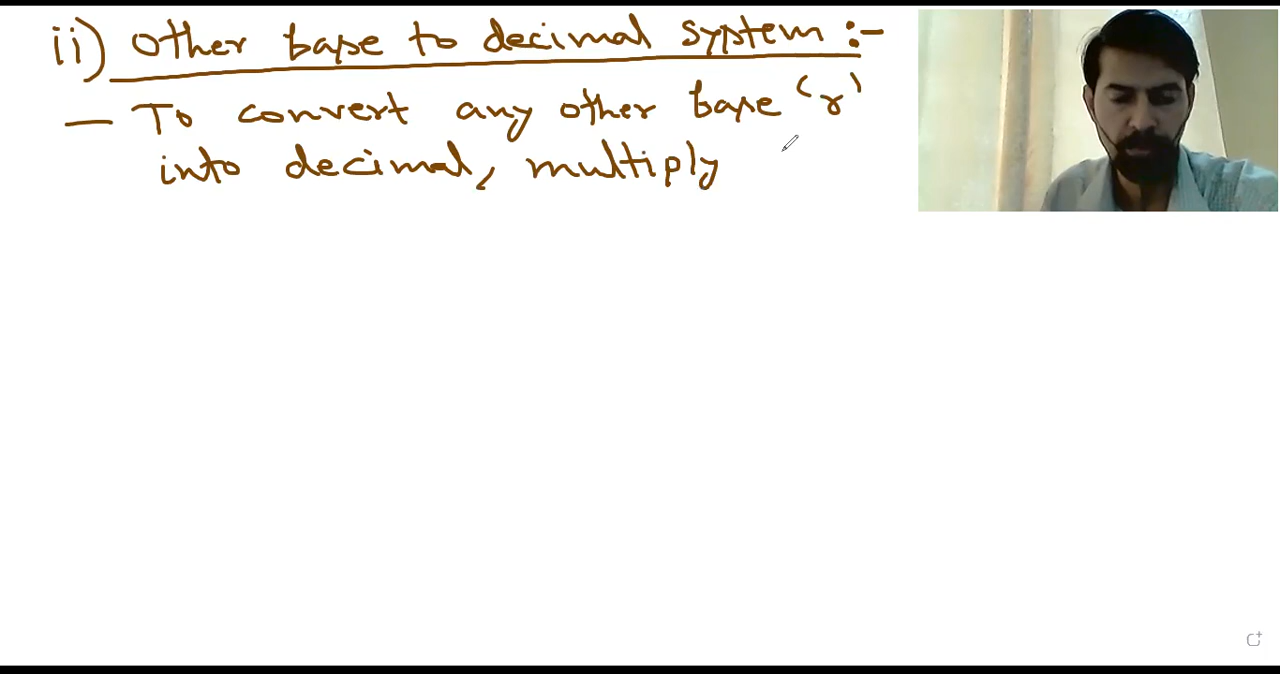 ii) Other base to decimal system :-
— To convert any other base 'r'
into decimal, multiply